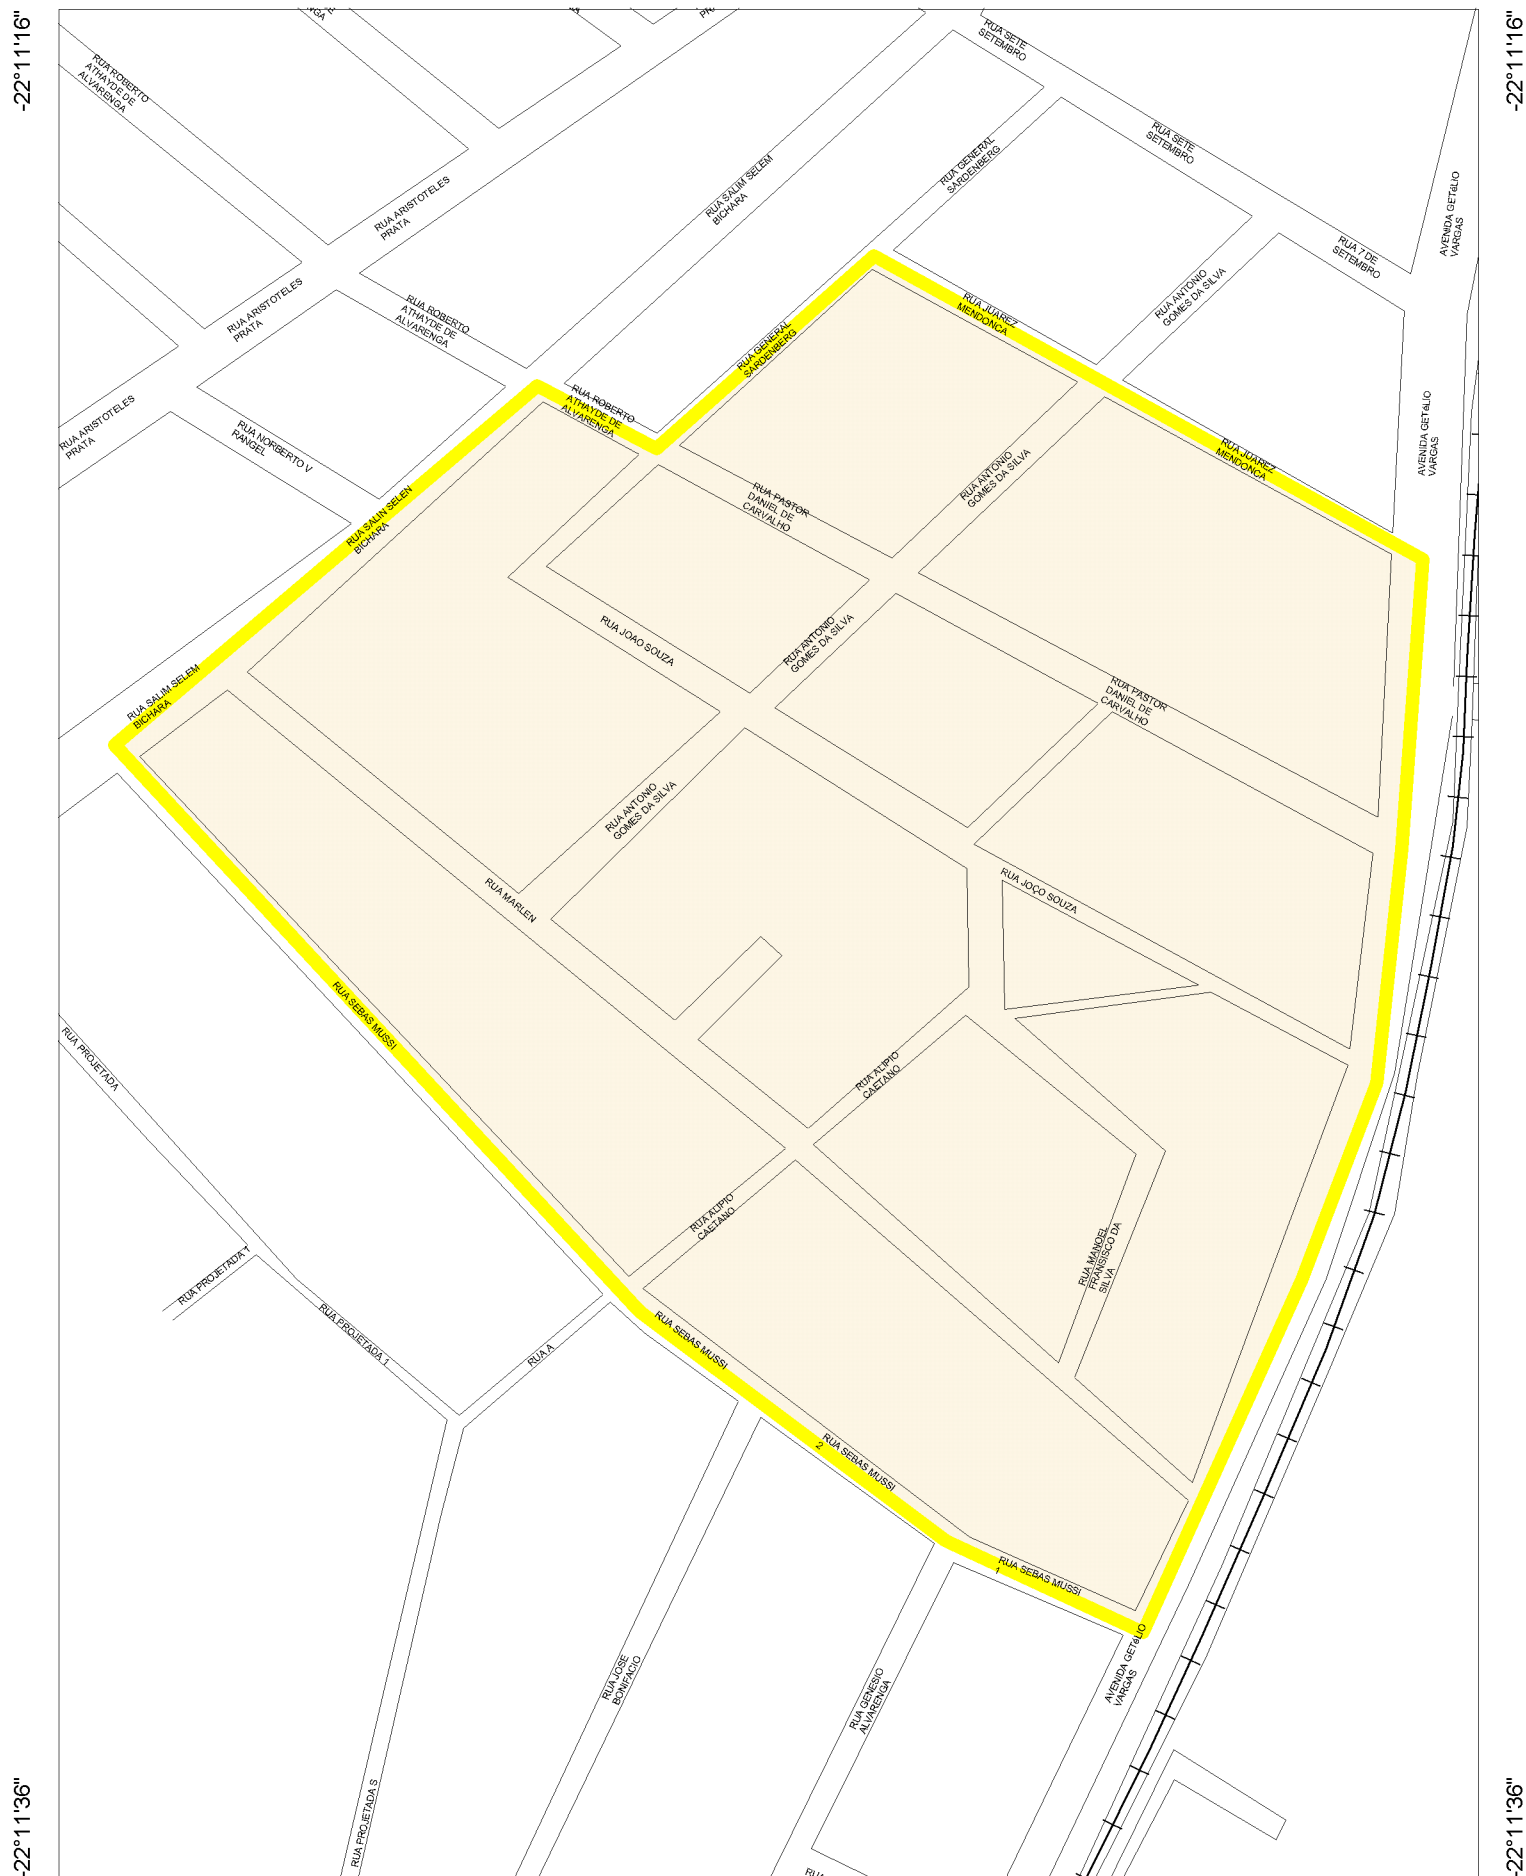 -22°11'16"
-22°11'16"
RUA SETE
SETEMBRO
RUA ROBERTO
ATHAYDE DE
ALVARENGA
RUA SETE
SETEMBRO
RUA GENERAL
SARDENBERG
RUA SALIM SELEM
BICHARA
RUA ARISTOTELES
PRATA
AVENIDA GETéLIO
VARGAS
RUA 7 DE
SETEMBRO
RUA ANTONIO
GOMES DA SILVA
RUA ARISTOTELES
PRATA
RUA ROBERTO
ATHAYDE DE
ALVARENGA
RUA JUAREZ
MENDONCA
RUA GENERAL
SARDENBERG
RUA ROBERTO
ATHAYDE DE
ALVARENGA
RUA ARISTOTELES
PRATA
RUA NORBERTO V
RANGEL
AVENIDA GETéLIO
VARGAS
RUA JUAREZ
MENDONCA
RUA ANTONIO
GOMES DA SILVA
RUA PASTOR
DANIEL DE
CARVALHO
RUA SALIN SELEN
BICHARA
RUA JOAO SOUZA
RUA ANTONIO
GOMES DA SILVA
RUA SALIM SELEM
BICHARA
RUA PASTOR
DANIEL DE
CARVALHO
RUA ANTONIO
GOMES DA SILVA
RUA MARLEN
RUA JOÇO SOUZA
RUA SEBAS MUSSI
RUA PROJETADA
RUA ALIPIO
CAETANO
RUA ALIPIO
CAETANO
RUA MANOEL
FRANSISCO DA
SILVA
RUA PROJETADA 1
RUA PROJETADA 1
RUA A
RUA SEBAS MUSSI
RUA SEBAS MUSSI
2
RUA SEBAS MUSSI
1
RUA JOSE
BONIFACIO
RUA GENESIO
ALVARENGA
AVENIDA GETéLIO
VARGAS
RUA PROJETADA S
-22°11'36"
-22°11'36"